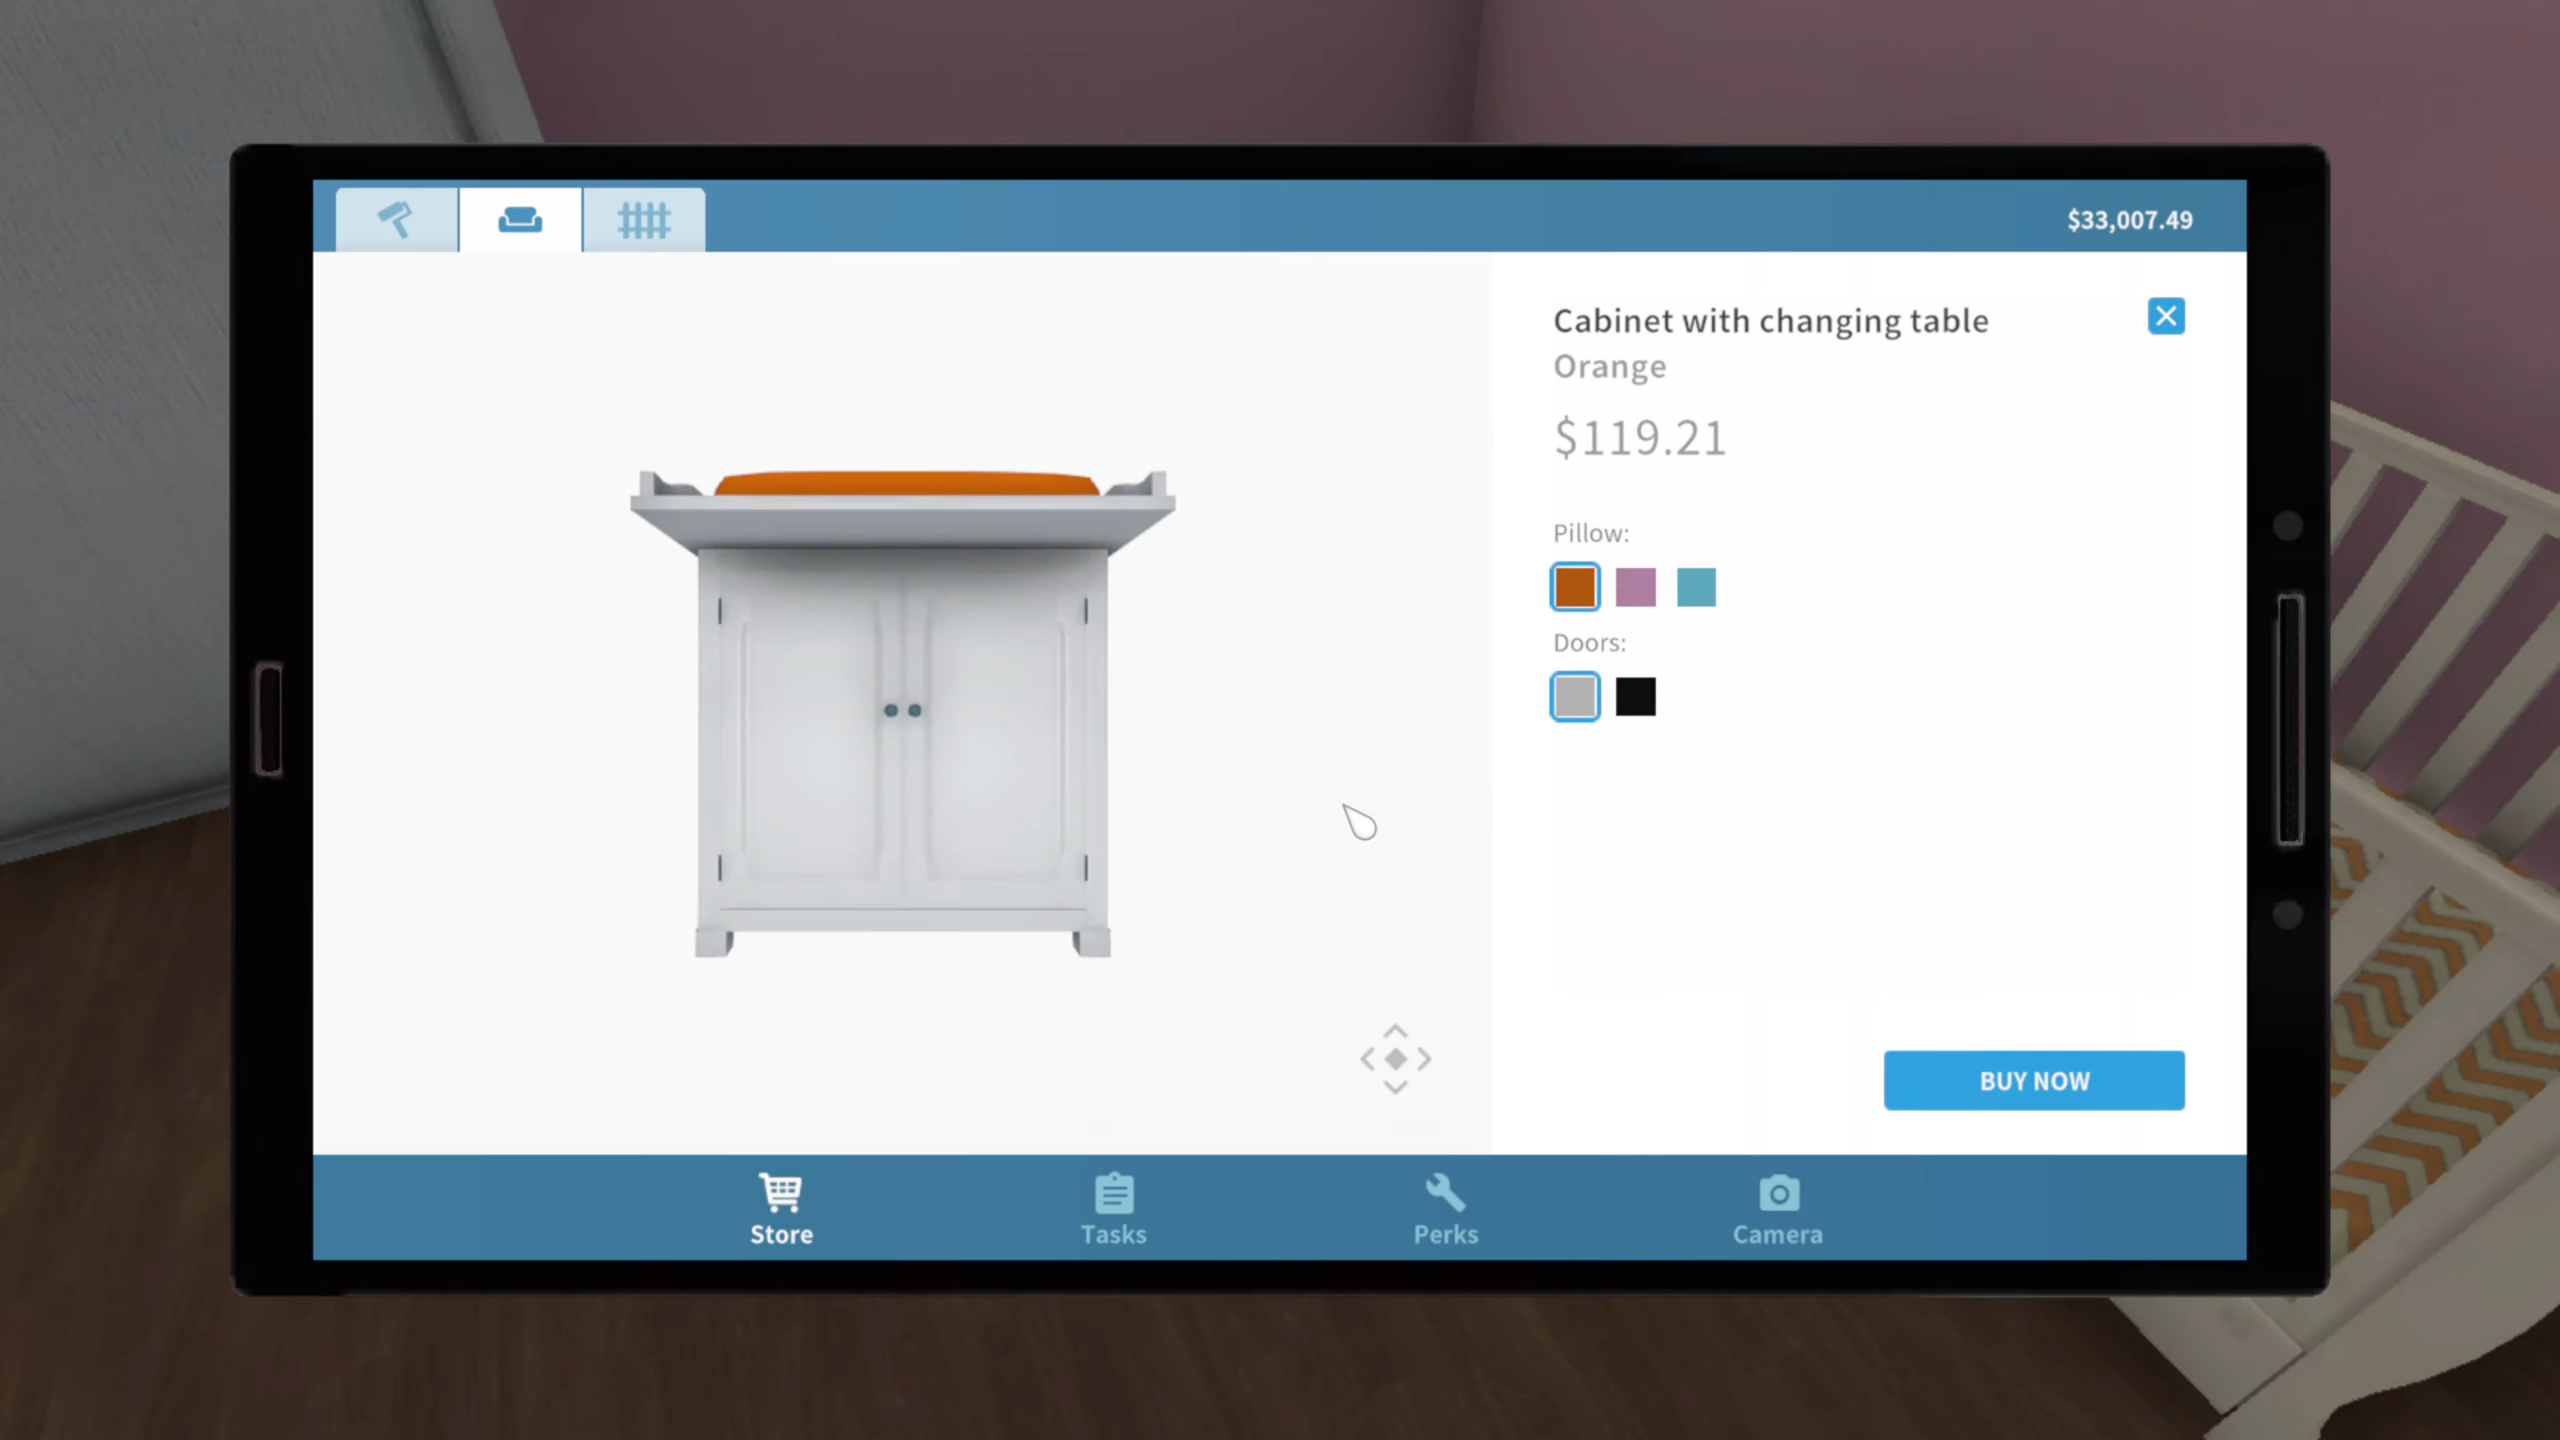 $33,007.49
Cabinet with changing table
Orange
$119.21
Pillow:
Doors:
BUY NOW
Store
Tasks
Perks
Camera